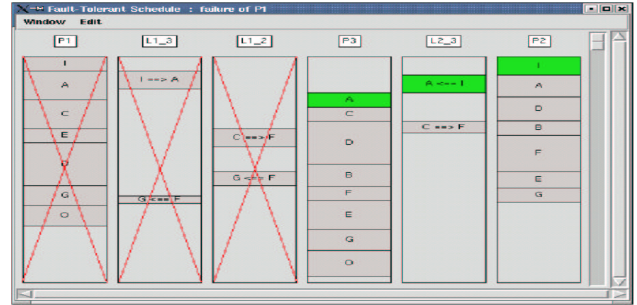 Fault-Tolerant Schedule : failure of P1
Window Edit
P1 L1_3 L1_2 P3 L2_3 P2
I
A
C
E
D
G
O
I ==> A
G <== F
C ==> F
G <=> F
A
C
D
B
F
E
G
O
A <== I
C ==> F
I
A
D
B
F
E
G